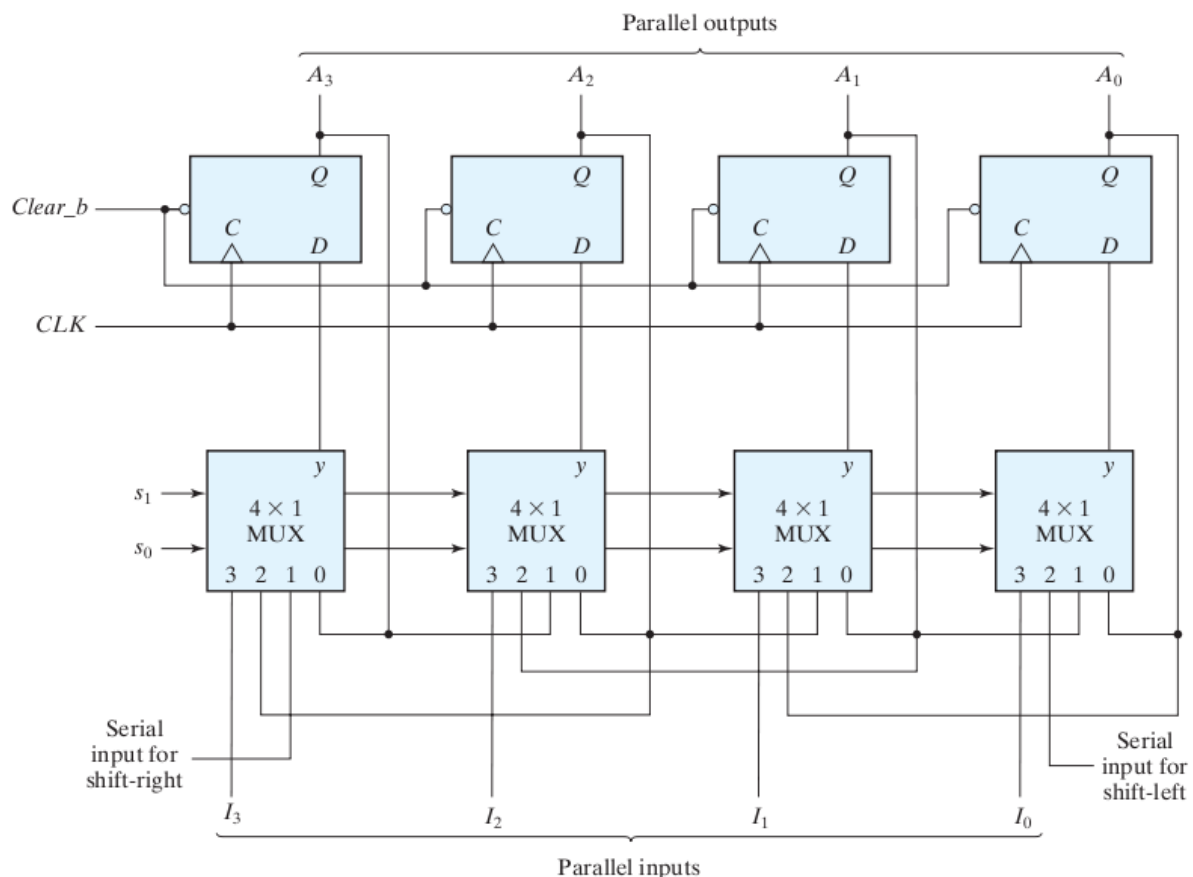 Parallel outputs
A3 A2 A1 A0
Q Q Q Q
Clear_b
C C C C
D D D D
CLK
y y y y
s1
4 × 1 4 × 1 4 × 1 4 × 1
MUX MUX MUX MUX
s0
3 2 1 0 3 2 1 0 3 2 1 0 3 2 1 0
Serial
input for
shift-right
Serial
input for
shift-left
I3 I2 I1 I0
Parallel inputs